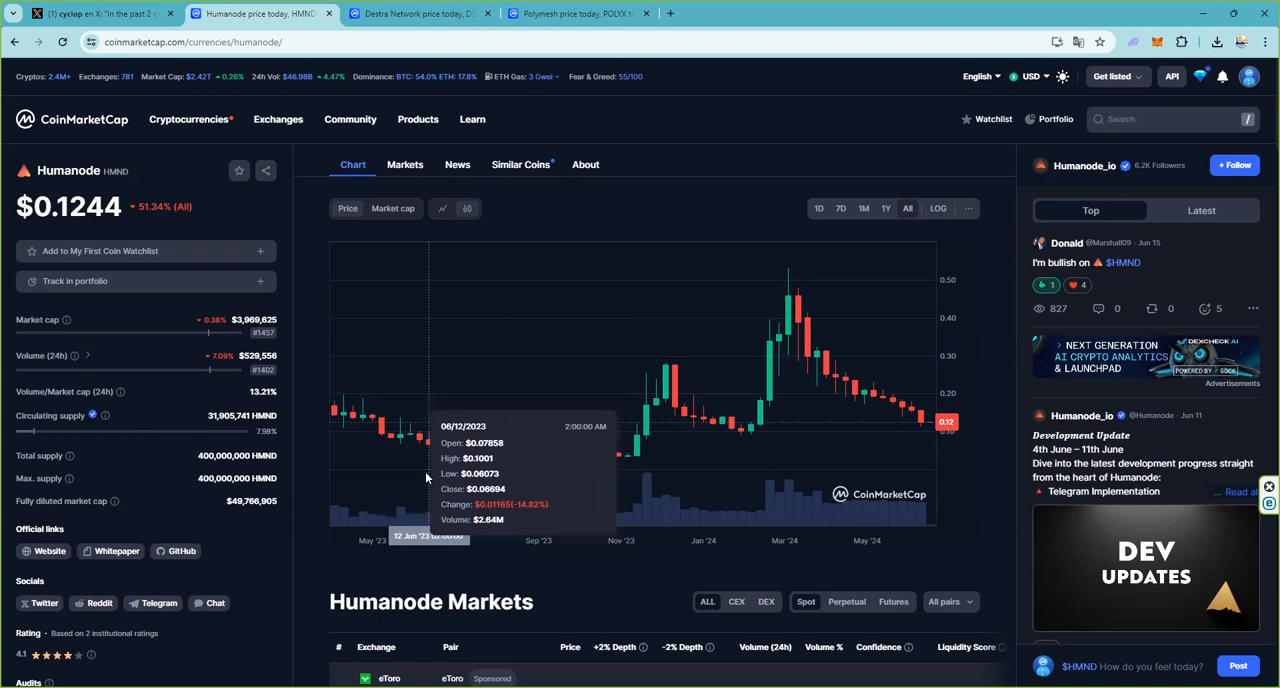 (1) cyclop en X: "In the past 2 c
Humanode price today, HMND
Destra Network price today, DS
Polymesh price today, POLYX to
coinmarketcap.com/currencies/humanode/
Cryptos: 2.4M+ Exchanges: 781 Market Cap: $2.42T 0.26% 24h Vol: $46.98B 4.47% Dominance: BTC: 54.0% ETH: 17.8% ETH Gas: 3 Gwei Fear & Greed: 55/100
English USD Get listed API
CoinMarketCap Cryptocurrencies Exchanges Community Products Learn
Watchlist Portfolio Search /
Humanode HMND
$0.1244 51.34% (All)
Add to My First Coin Watchlist +
Track in portfolio +
Market cap 0.38% $3,969,625
#1457
Volume (24h) 7.09% $529,556
#1402
Volume/Market cap (24h) 13.21%
Circulating supply 31,905,741 HMND
7.98%
Total supply 400,000,000 HMND
Max. supply 400,000,000 HMND
Fully diluted market cap $49,766,905
Official links
Website Whitepaper GitHub
Socials
Twitter Reddit Telegram Chat
Rating · Based on 2 institutional ratings
4.1
Audits
Chart Markets News Similar Coins About
Price Market cap
1D 7D 1M 1Y All LOG ...
0.50
0.40
0.30
0.20
0.12
0.10
06/12/2023 2:00:00 AM
Open: $0.07858
High: $0.1001
Low: $0.06073
Close: $0.06694
Change: $0.01165(-14.82%)
Volume: $2.64M
CoinMarketCap
May '23 12 Jun '23 02:00:00 Sep '23 Nov '23 Jan '24 Mar '24 May '24
Humanode Markets
ALL CEX DEX Spot Perpetual Futures All pairs
# Exchange Pair Price +2% Depth -2% Depth Volume (24h) Volume % Confidence Liquidity Score
eToro eToro Sponsored
Humanode_io 6.2K Followers + Follow
Top Latest
Donald @Marshall09 · Jun 15
I'm bullish on $HMND
1 4
827 0 0 5 ...
NEXT GENERATION
AI CRYPTO ANALYTICS
& LAUNCHPAD
DEXCHECK AI
Advertisements
Humanode_io @Humanode · Jun 11
Development Update
4th June – 11th June
Dive into the latest development progress straight
from the heart of Humanode:
Telegram Implementation ... Read all
DEV
UPDATES
$HMND How do you feel today? Post